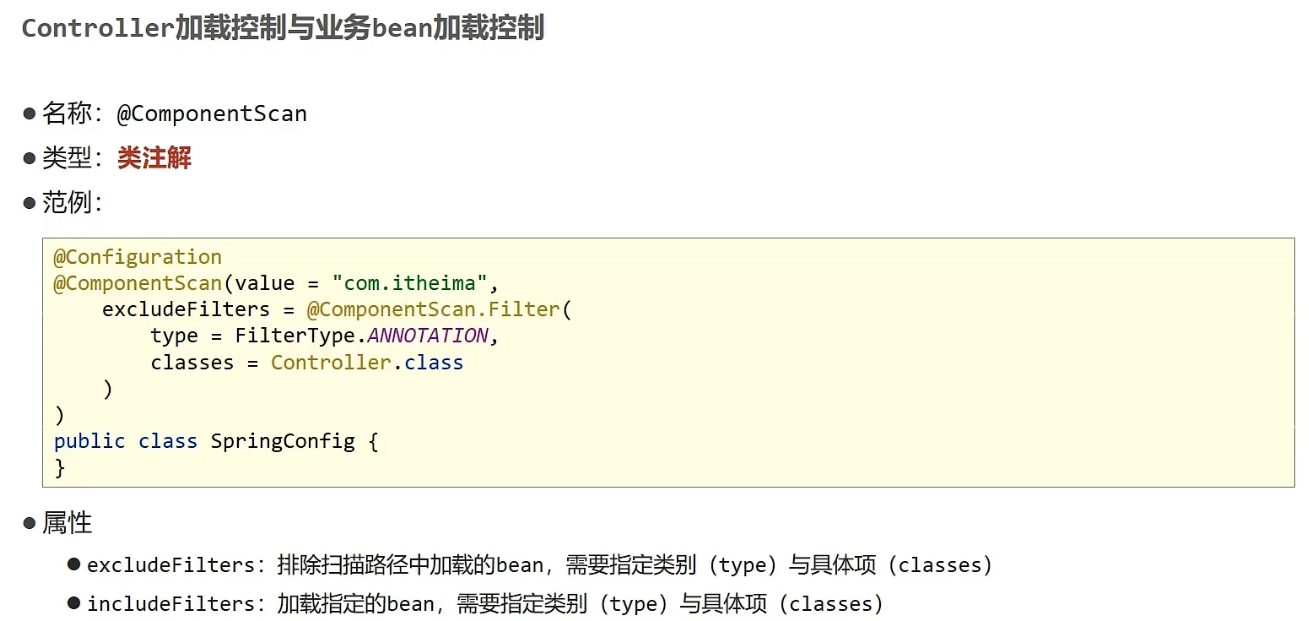 Controller加载控制与业务bean加载控制
● 名称：@ComponentScan
● 类型：类注解
● 范例：
@Configuration
@ComponentScan(value = "com.itheima",
    excludeFilters = @ComponentScan.Filter(
        type = FilterType.ANNOTATION,
        classes = Controller.class
    )
)
public class SpringConfig {
}
● 属性
● excludeFilters：排除扫描路径中加载的bean，需要指定类别（type）与具体项（classes）
● includeFilters：加载指定的bean，需要指定类别（type）与具体项（classes）